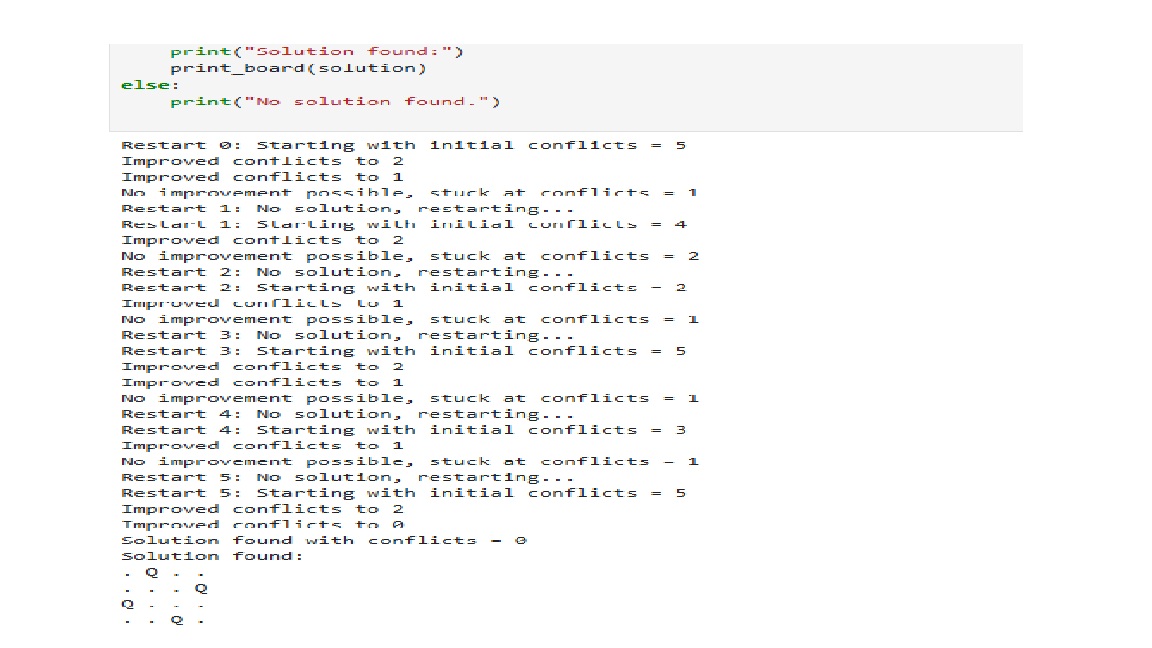 print("Solution found:")
print_board(solution)
else:
print("No solution found.")
Restart 0: Starting with initial conflicts = 5
Improved conflicts to 2
Improved conflicts to 1
No improvement possible, stuck at conflicts = 1
Restart 1: No solution, restarting...
Restart 1: Starting with initial conflicts = 4
Improved conflicts to 2
No improvement possible, stuck at conflicts = 2
Restart 2: No solution, restarting...
Restart 2: Starting with initial conflicts = 2
Improved conflicts to 1
No improvement possible, stuck at conflicts = 1
Restart 3: No solution, restarting...
Restart 3: Starting with initial conflicts = 5
Improved conflicts to 2
Improved conflicts to 1
No improvement possible, stuck at conflicts = 1
Restart 4: No solution, restarting...
Restart 4: Starting with initial conflicts = 3
Improved conflicts to 1
No improvement possible, stuck at conflicts = 1
Restart 5: No solution, restarting...
Restart 5: Starting with initial conflicts = 5
Improved conflicts to 2
Improved conflicts to 0
Solution found with conflicts = 0
Solution found:
. Q . .
. . . Q
Q . . .
. . Q .